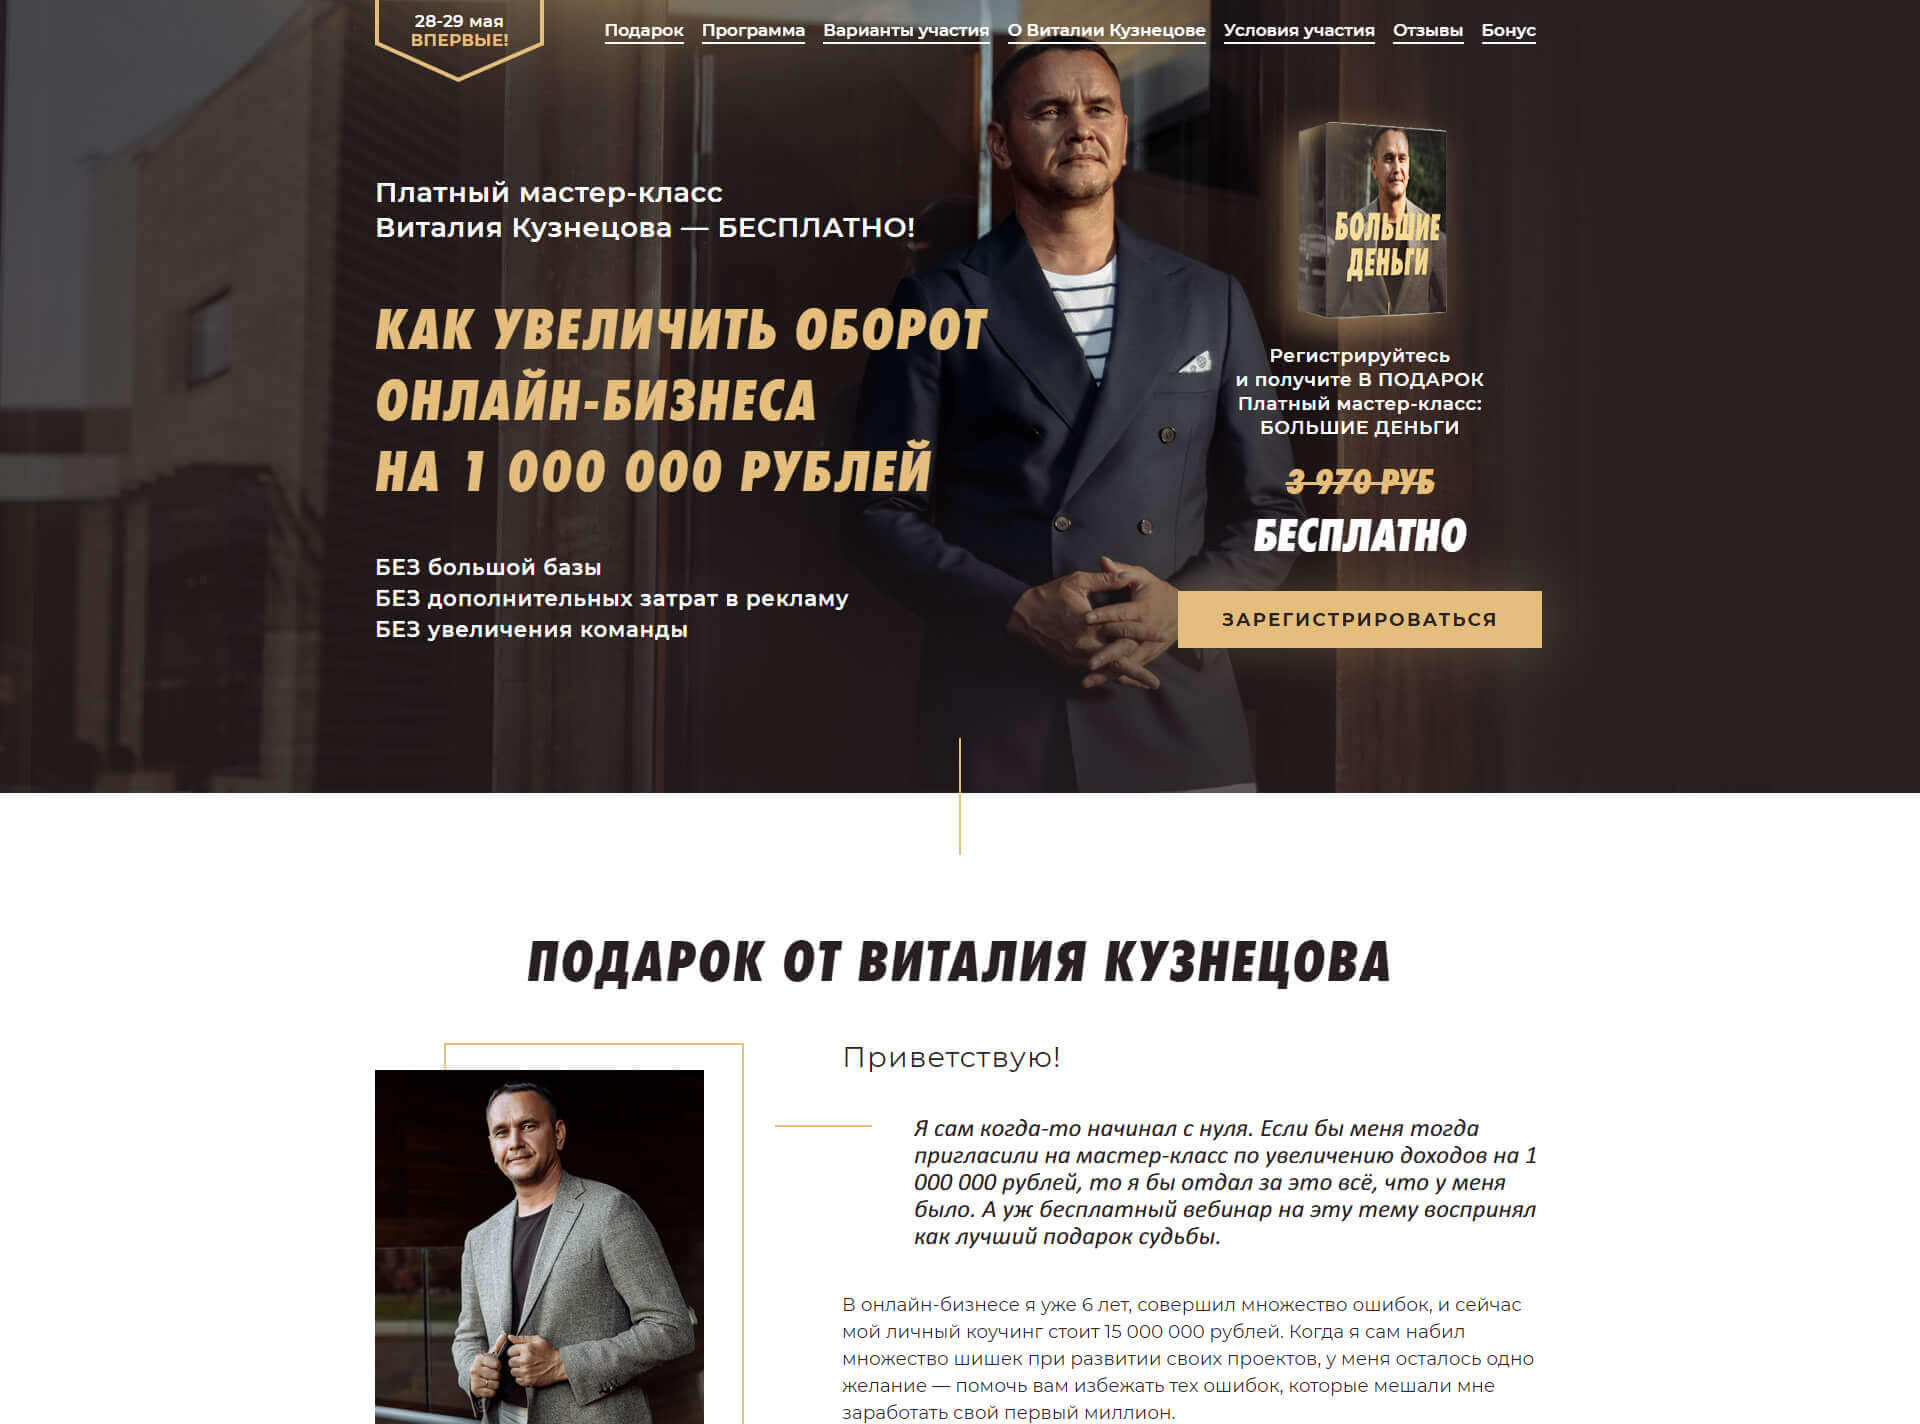 28-29 мая
ВПЕРВЫЕ!
Подарок Программа Варианты участия О Виталии Кузнецове Условия участия Отзывы Бонус
Платный мастер-класс
Виталия Кузнецова — БЕСПЛАТНО!
КАК УВЕЛИЧИТЬ ОБОРОТ
ОНЛАЙН-БИЗНЕСА
НА 1 000 000 РУБЛЕЙ
БЕЗ большой базы
БЕЗ дополнительных затрат в рекламу
БЕЗ увеличения команды
БОЛЬШИЕ
ДЕНЬГИ
Регистрируйтесь
и получите В ПОДАРОК
Платный мастер-класс:
БОЛЬШИЕ ДЕНЬГИ
3 970 РУБ
БЕСПЛАТНО
ЗАРЕГИСТРИРОВАТЬСЯ
ПОДАРОК ОТ ВИТАЛИЯ КУЗНЕЦОВА
Приветствую!
Я сам когда-то начинал с нуля. Если бы меня тогда
пригласили на мастер-класс по увеличению доходов на 1
000 000 рублей, то я бы отдал за это всё, что у меня
было. А уж бесплатный вебинар на эту тему воспринял
как лучший подарок судьбы.
В онлайн-бизнесе я уже 6 лет, совершил множество ошибок, и сейчас
мой личный коучинг стоит 15 000 000 рублей. Когда я сам набил
множество шишек при развитии своих проектов, у меня осталось одно
желание — помочь вам избежать тех ошибок, которые мешали мне
заработать свой первый миллион.